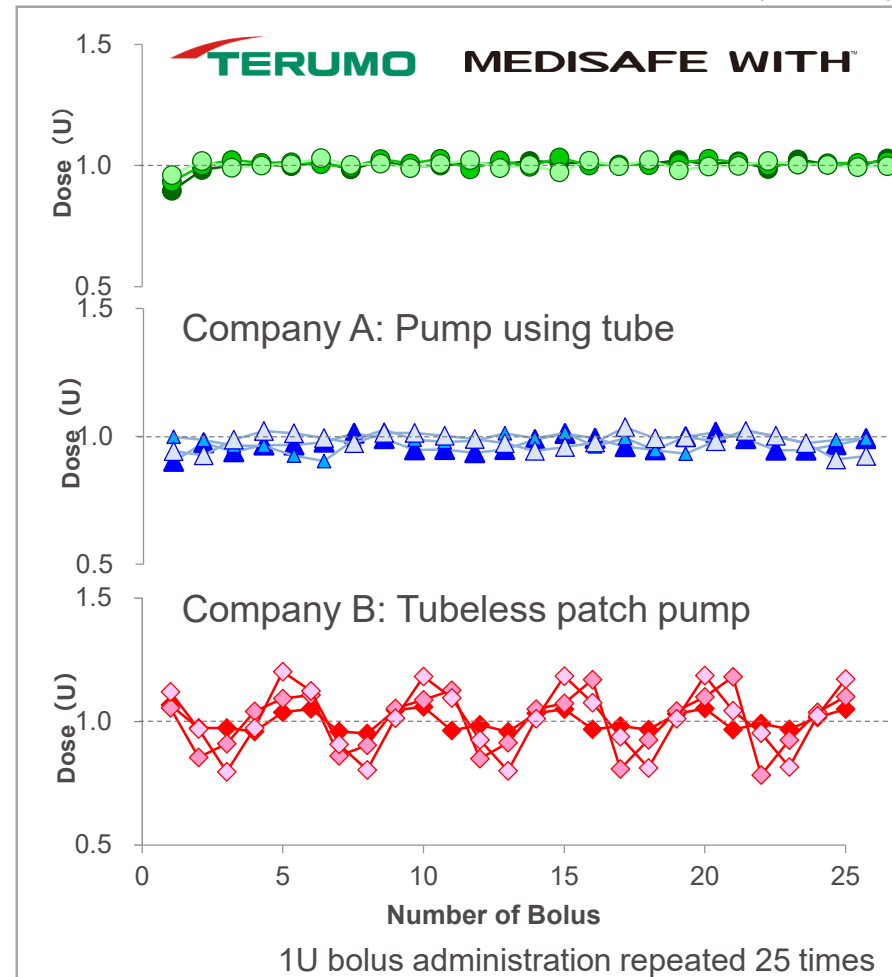 1.5
TERUMO MEDISAFE WITH™
Dose (U)
1.0
0.5
1.5
Company A: Pump using tube
Dose (U)
1.0
0.5
1.5
Company B: Tubeless patch pump
Dose (U)
1.0
0.5
0 5 10 15 20 25
Number of Bolus
1U bolus administration repeated 25 times